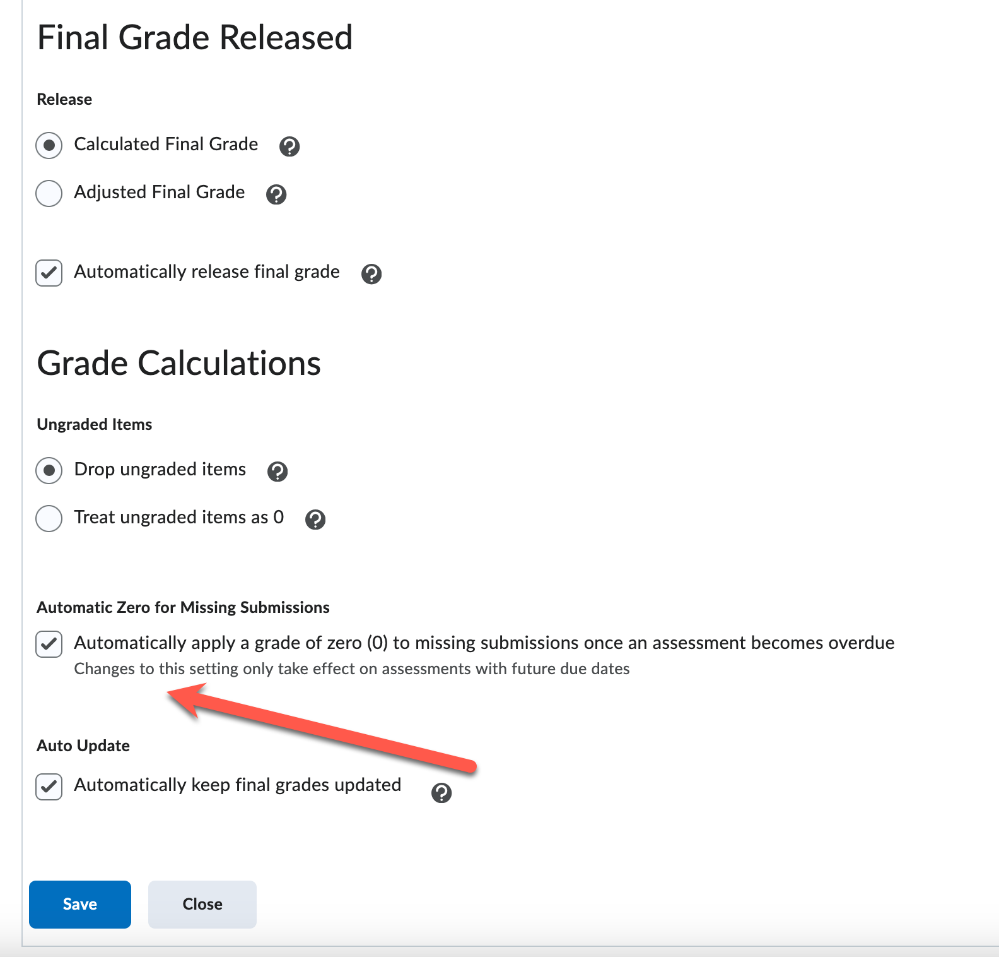 Final Grade Released
Release
Calculated Final Grade ?
Adjusted Final Grade ?
Automatically release final grade ?
Grade Calculations
Ungraded Items
Drop ungraded items ?
Treat ungraded items as 0 ?
Automatic Zero for Missing Submissions
Automatically apply a grade of zero (0) to missing submissions once an assessment becomes overdue
Changes to this setting only take effect on assessments with future due dates
Auto Update
Automatically keep final grades updated ?
Save Close